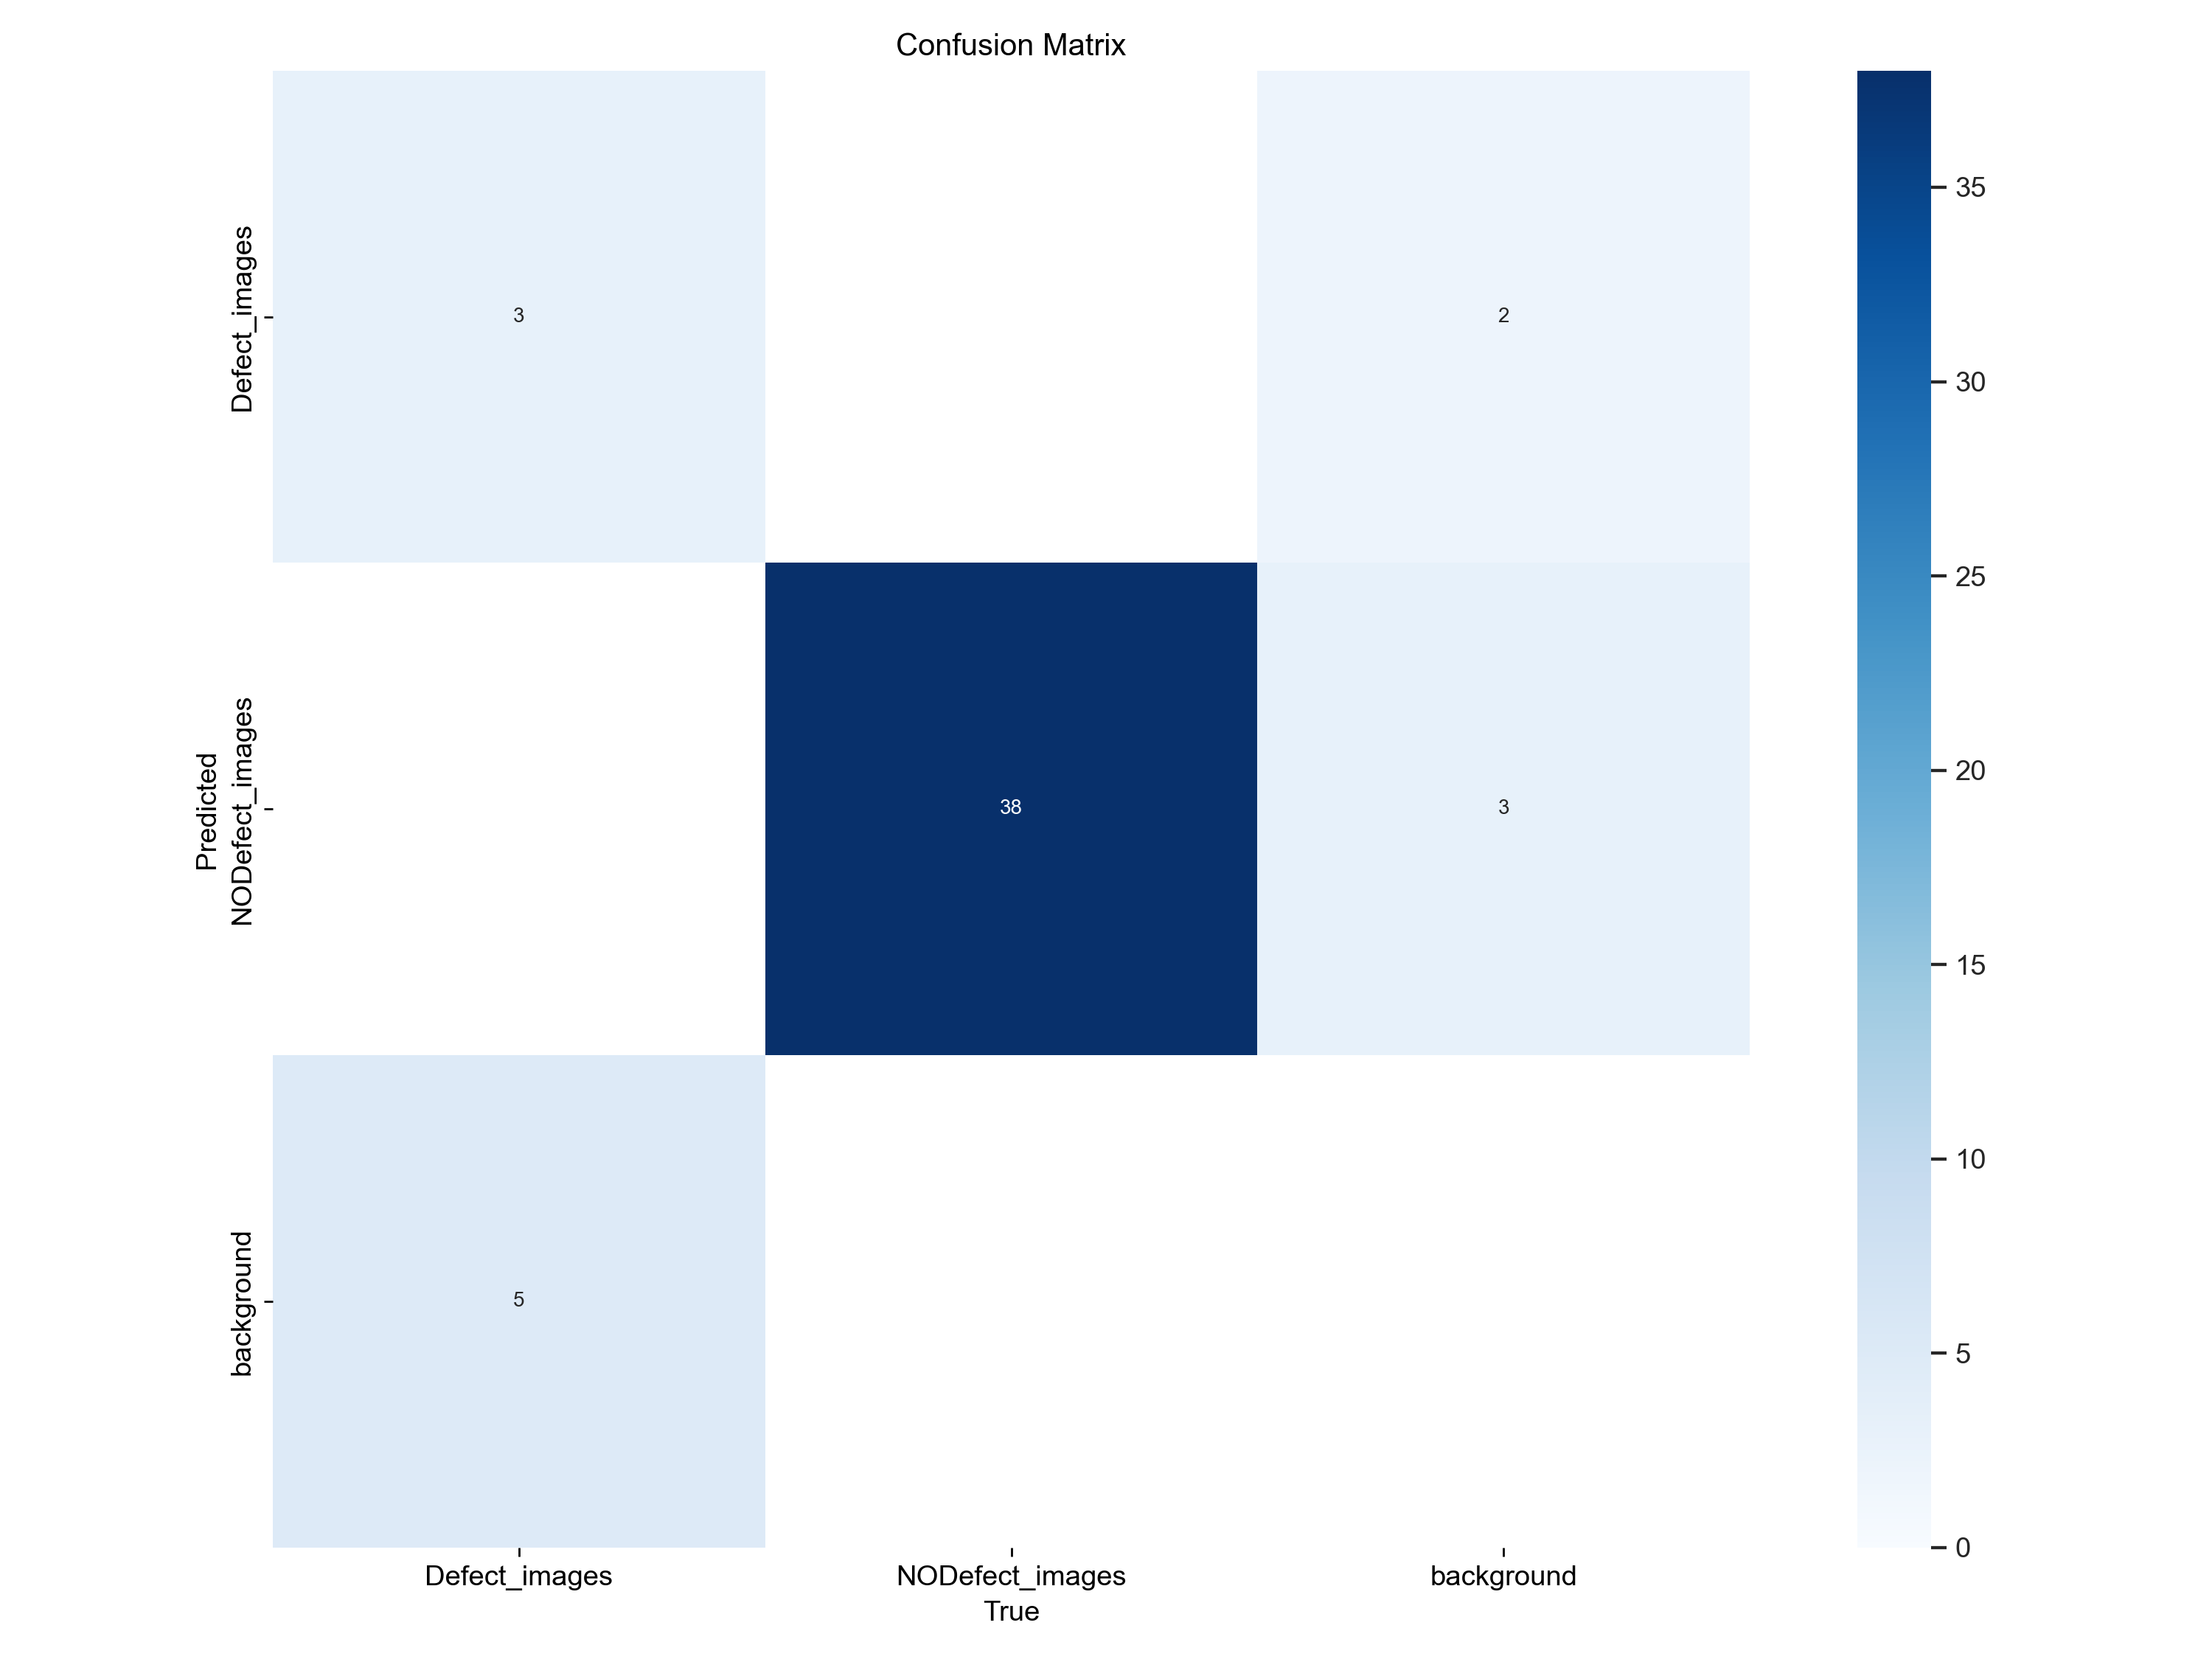 Confusion Matrix
Predicted
Defect_images
3
2
NODefect_images
38
3
background
5
Defect_images
NODefect_images
background
True
35
30
25
20
15
10
5
0